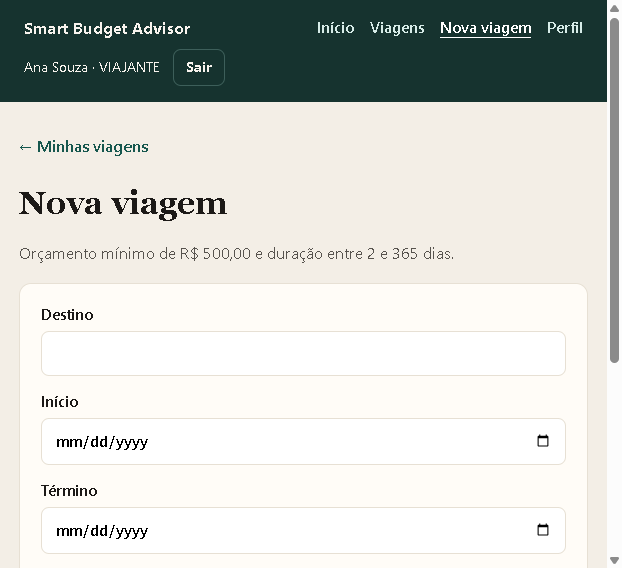 Smart Budget Advisor
Início Viagens Nova viagem Perfil
Ana Souza · VIAJANTE Sair
← Minhas viagens
Nova viagem
Orçamento mínimo de R$ 500,00 e duração entre 2 e 365 dias.
Destino
Início
mm/dd/yyyy
Término
mm/dd/yyyy